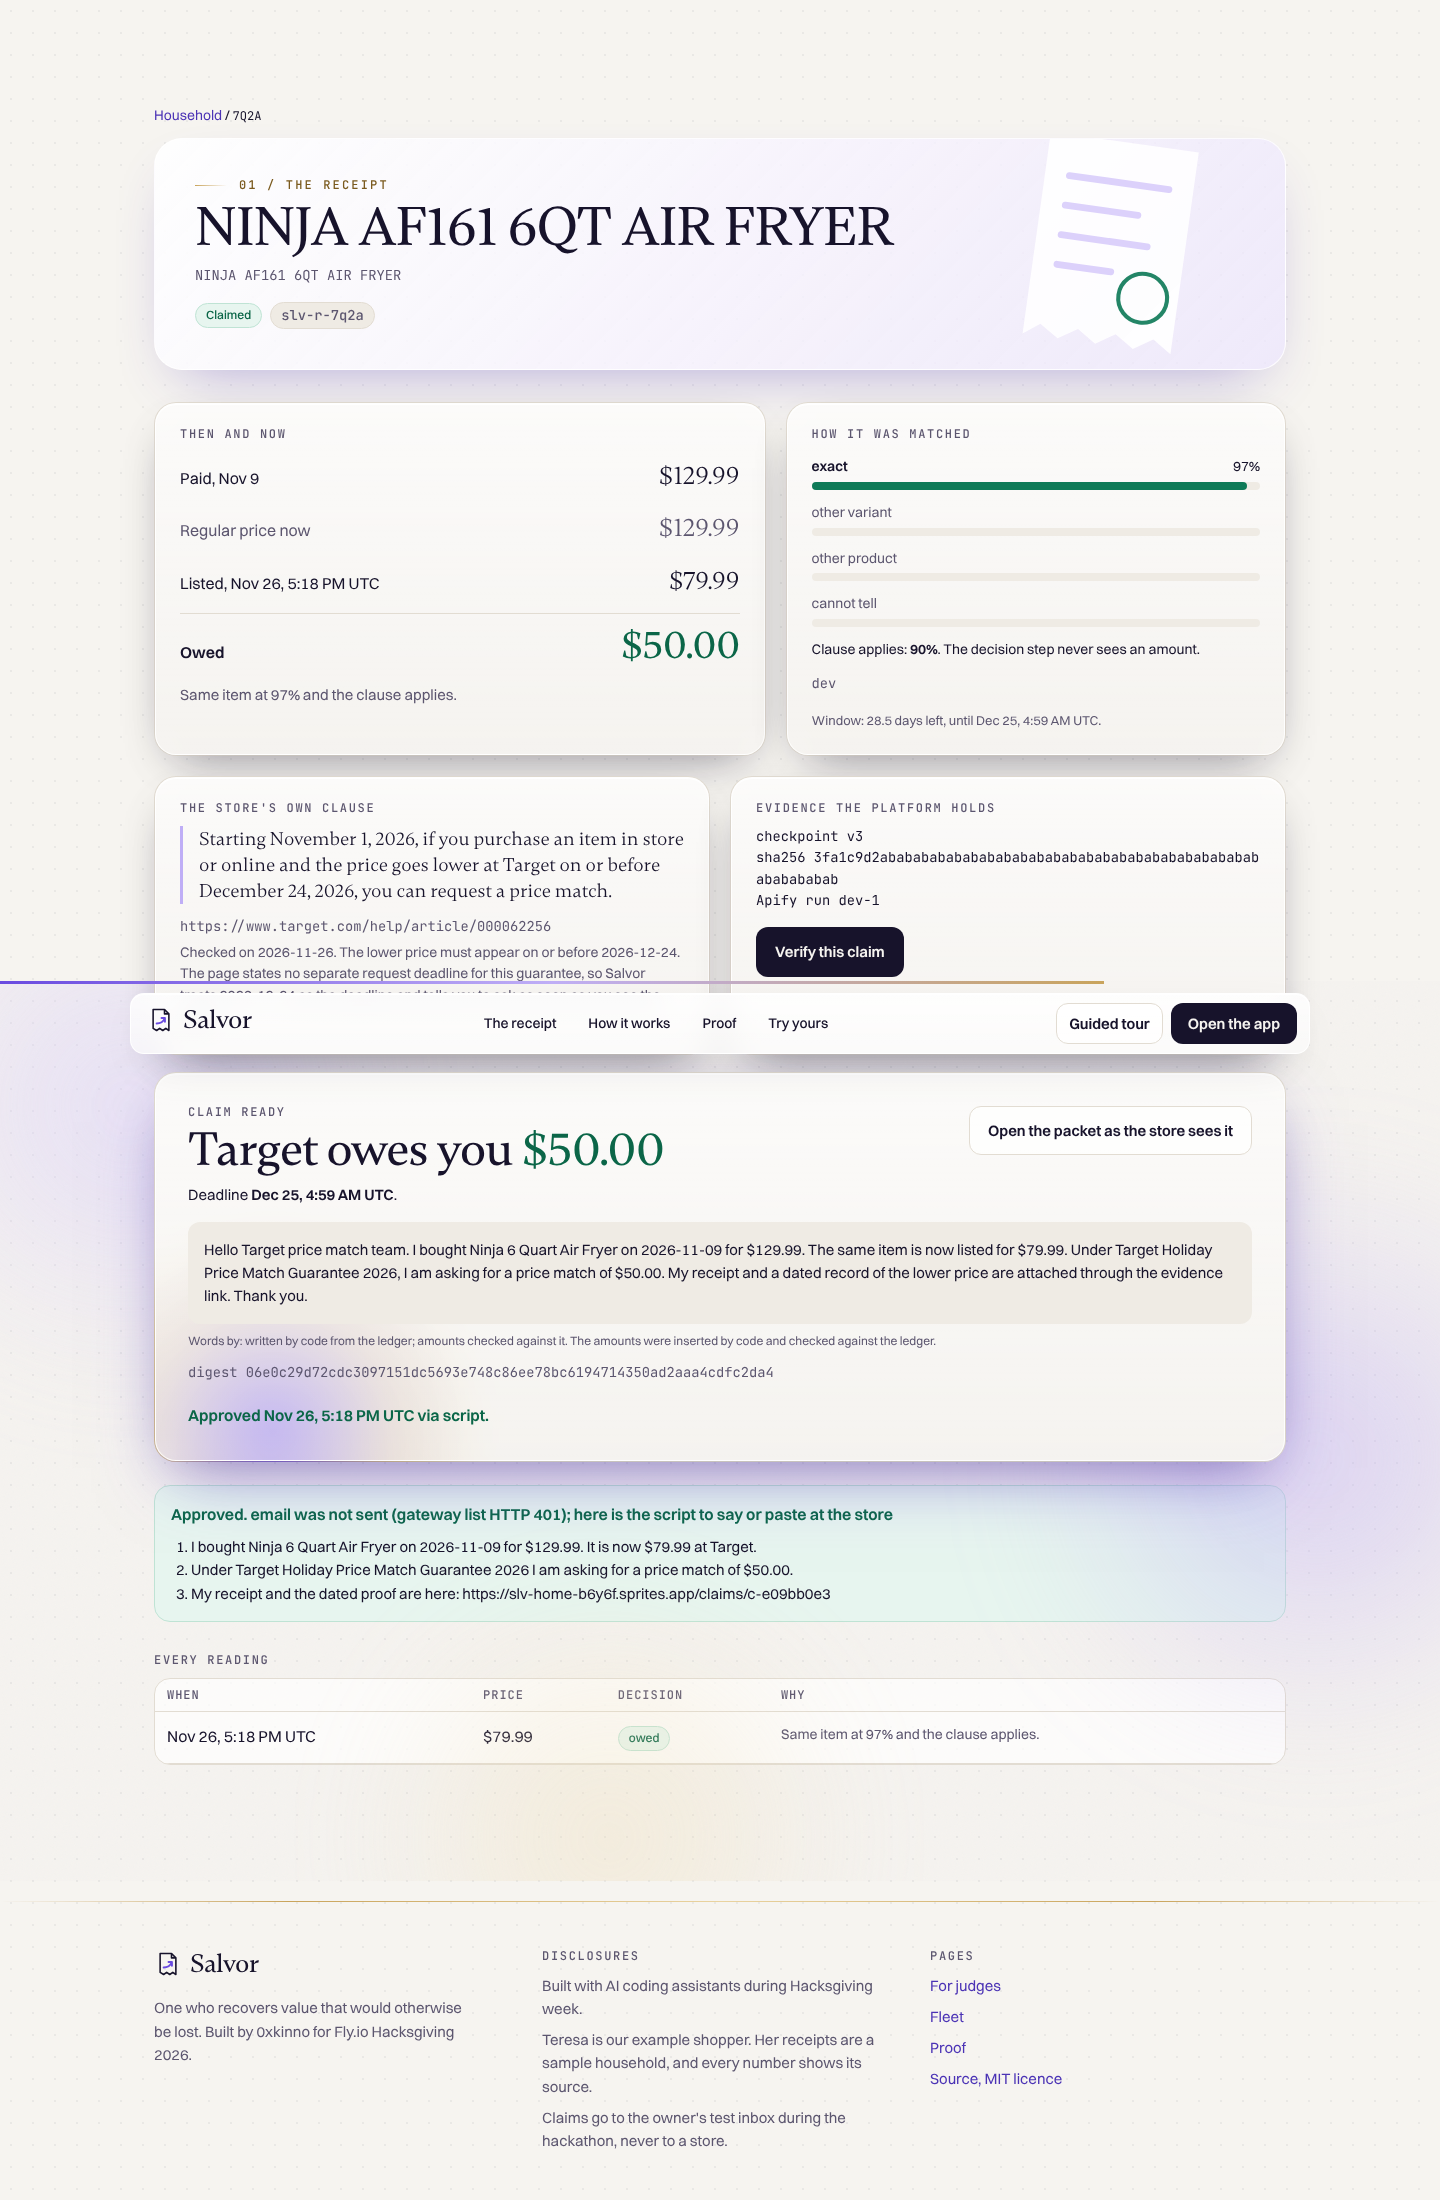 Household / 7Q2A
01 / THE RECEIPT
NINJA AF161 6QT AIR FRYER
NINJA AF161 6QT AIR FRYER
Claimed
slv-r-7q2a
THEN AND NOW
Paid, Nov 9
$129.99
Regular price now
$129.99
Listed, Nov 26, 5:18 PM UTC
$79.99
Owed
$50.00
Same item at 97% and the clause applies.
HOW IT WAS MATCHED
exact
97%
other variant
other product
cannot tell
Clause applies: 90%. The decision step never sees an amount.
dev
Window: 28.5 days left, until Dec 25, 4:59 AM UTC.
THE STORE'S OWN CLAUSE
Starting November 1, 2026, if you purchase an item in store
or online and the price goes lower at Target on or before
December 24, 2026, you can request a price match.
https://www.target.com/help/article/000062256
Checked on 2026-11-26. The lower price must appear on or before 2026-12-24.
The page states no separate request deadline for this guarantee, so Salvor
EVIDENCE THE PLATFORM HOLDS
checkpoint v3
sha256 3fa1c9d2abababababababababababababababababababababab
ababababab
Apify run dev-1
Verify this claim
Salvor
The receipt
How it works
Proof
Try yours
Guided tour
Open the app
CLAIM READY
Target owes you $50.00
Open the packet as the store sees it
Deadline Dec 25, 4:59 AM UTC.
Hello Target price match team. I bought Ninja 6 Quart Air Fryer on 2026-11-09 for $129.99. The same item is now listed for $79.99. Under Target Holiday
Price Match Guarantee 2026, I am asking for a price match of $50.00. My receipt and a dated record of the lower price are attached through the evidence
link. Thank you.
Words by: written by code from the ledger; amounts checked against it. The amounts were inserted by code and checked against the ledger.
digest 06e0c29d72cdc3097151dc5693e748c86ee78bc6194714350ad2aaa4cdfc2da4
Approved Nov 26, 5:18 PM UTC via script.
Approved. email was not sent (gateway list HTTP 401); here is the script to say or paste at the store
1. I bought Ninja 6 Quart Air Fryer on 2026-11-09 for $129.99. It is now $79.99 at Target.
2. Under Target Holiday Price Match Guarantee 2026 I am asking for a price match of $50.00.
3. My receipt and the dated proof are here: https://slv-home-b6y6f.sprites.app/claims/c-e09bb0e3
EVERY READING
WHEN
PRICE
DECISION
WHY
Nov 26, 5:18 PM UTC
$79.99
owed
Same item at 97% and the clause applies.
Salvor
One who recovers value that would otherwise
be lost. Built by 0xkinno for Fly.io Hacksgiving
2026.
DISCLOSURES
Built with AI coding assistants during Hacksgiving
week.
Teresa is our example shopper. Her receipts are a
sample household, and every number shows its
source.
Claims go to the owner's test inbox during the
hackathon, never to a store.
PAGES
For judges
Fleet
Proof
Source, MIT licence